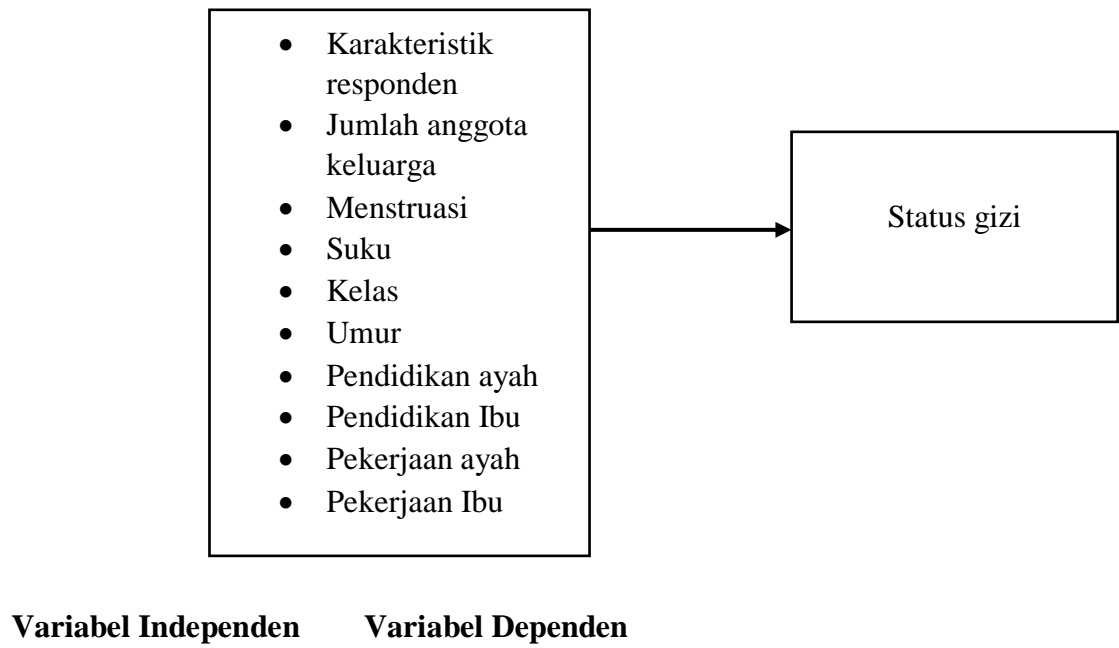 • Karakteristik
responden
• Jumlah anggota
keluarga
• Menstruasi
• Suku
• Kelas
• Umur
• Pendidikan ayah
• Pendidikan Ibu
• Pekerjaan ayah
• Pekerjaan Ibu
Status gizi
Variabel Independen Variabel Dependen